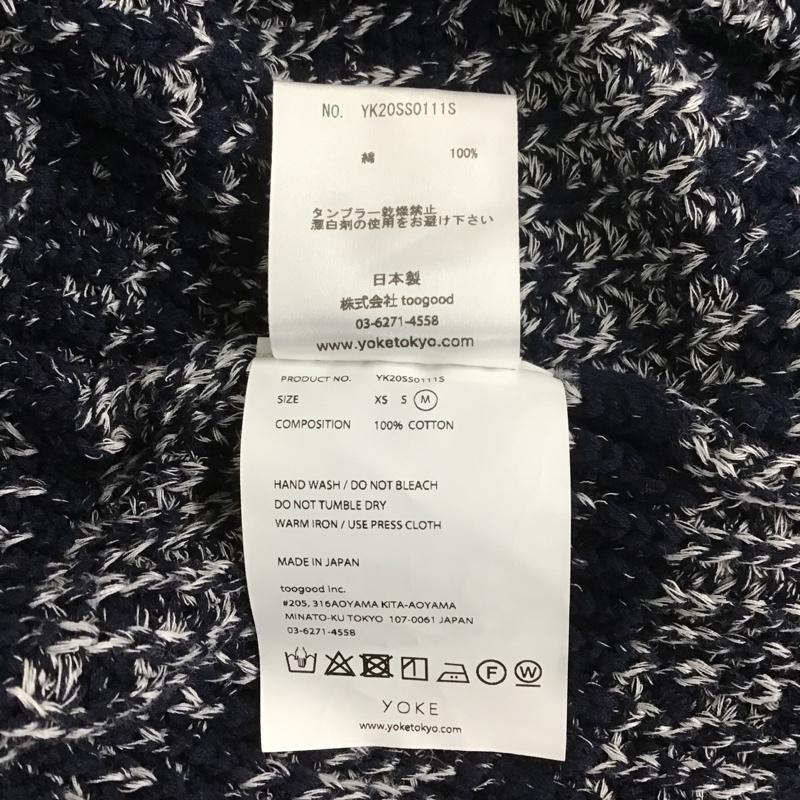 NO. YK20SS0111S
綿 100%
タンブラー乾燥禁止
漂白剤の使用をお避け下さい
日本製
株式会社 toogood
03-6271-4558
www.yoketokyo.com
PRODUCT NO. YK20SS0111S
SIZE XS S M
COMPOSITION 100% COTTON
HAND WASH / DO NOT BLEACH
DO NOT TUMBLE DRY
WARM IRON / USE PRESS CLOTH
MADE IN JAPAN
toogood inc.
#205, 316AOYAMA KITA-AOYAMA
MINATO-KU TOKYO 107-0061 JAPAN
03-6271-4558
F W
YOKE
www.yoketokyo.com